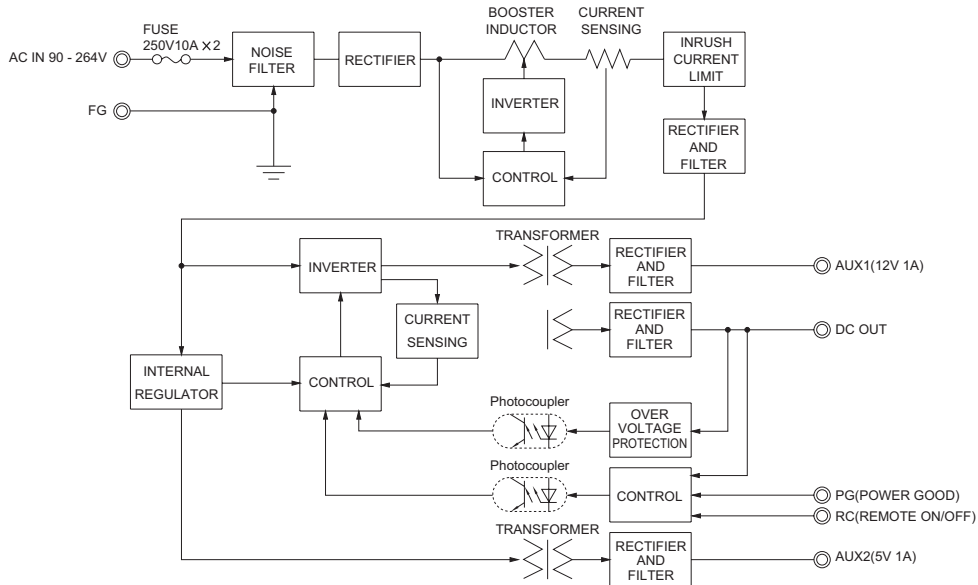 FUSE
250V10A ×2
AC IN 90 - 264V
NOISE
FILTER
RECTIFIER
BOOSTER
INDUCTOR
CURRENT
SENSING
INRUSH
CURRENT
LIMIT
FG
INVERTER
RECTIFIER
AND
FILTER
CONTROL
TRANSFORMER
INVERTER
RECTIFIER
AND
FILTER
AUX1(12V 1A)
CURRENT
SENSING
RECTIFIER
AND
FILTER
DC OUT
INTERNAL
REGULATOR
CONTROL
Photocoupler
OVER
VOLTAGE
PROTECTION
Photocoupler
CONTROL
PG(POWER GOOD)
RC(REMOTE ON/OFF)
TRANSFORMER
RECTIFIER
AND
FILTER
AUX2(5V 1A)